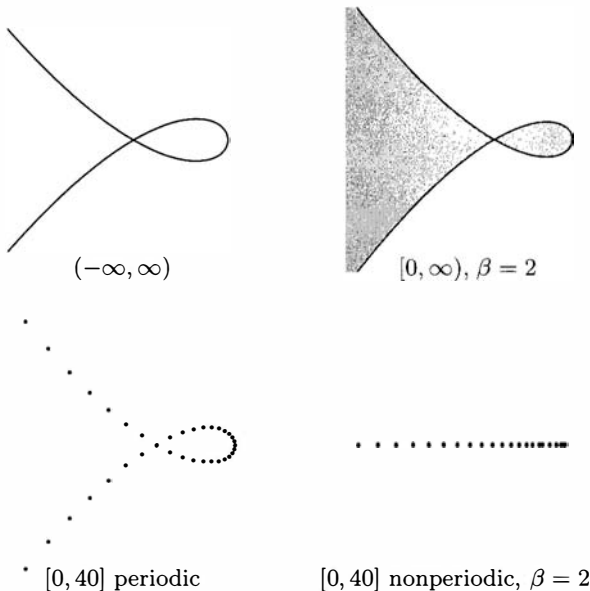 (−∞, ∞)
[0, ∞), β = 2
[0, 40] periodic
[0, 40] nonperiodic, β = 2